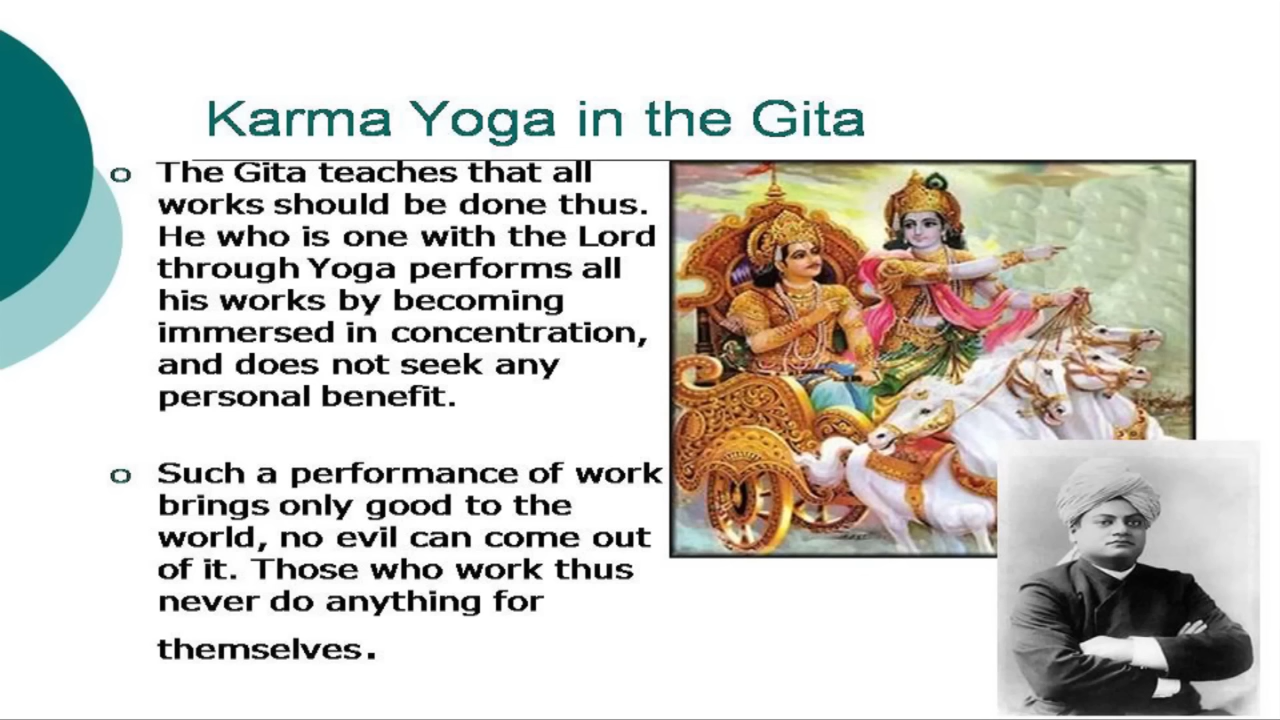 Karma Yoga in the Gita
o The Gita teaches that all
works should be done thus.
He who is one with the Lord
through Yoga performs all
his works by becoming
immersed in concentration,
and does not seek any
personal benefit.
o Such a performance of work
brings only good to the
world, no evil can come out
of it. Those who work thus
never do anything for
themselves.